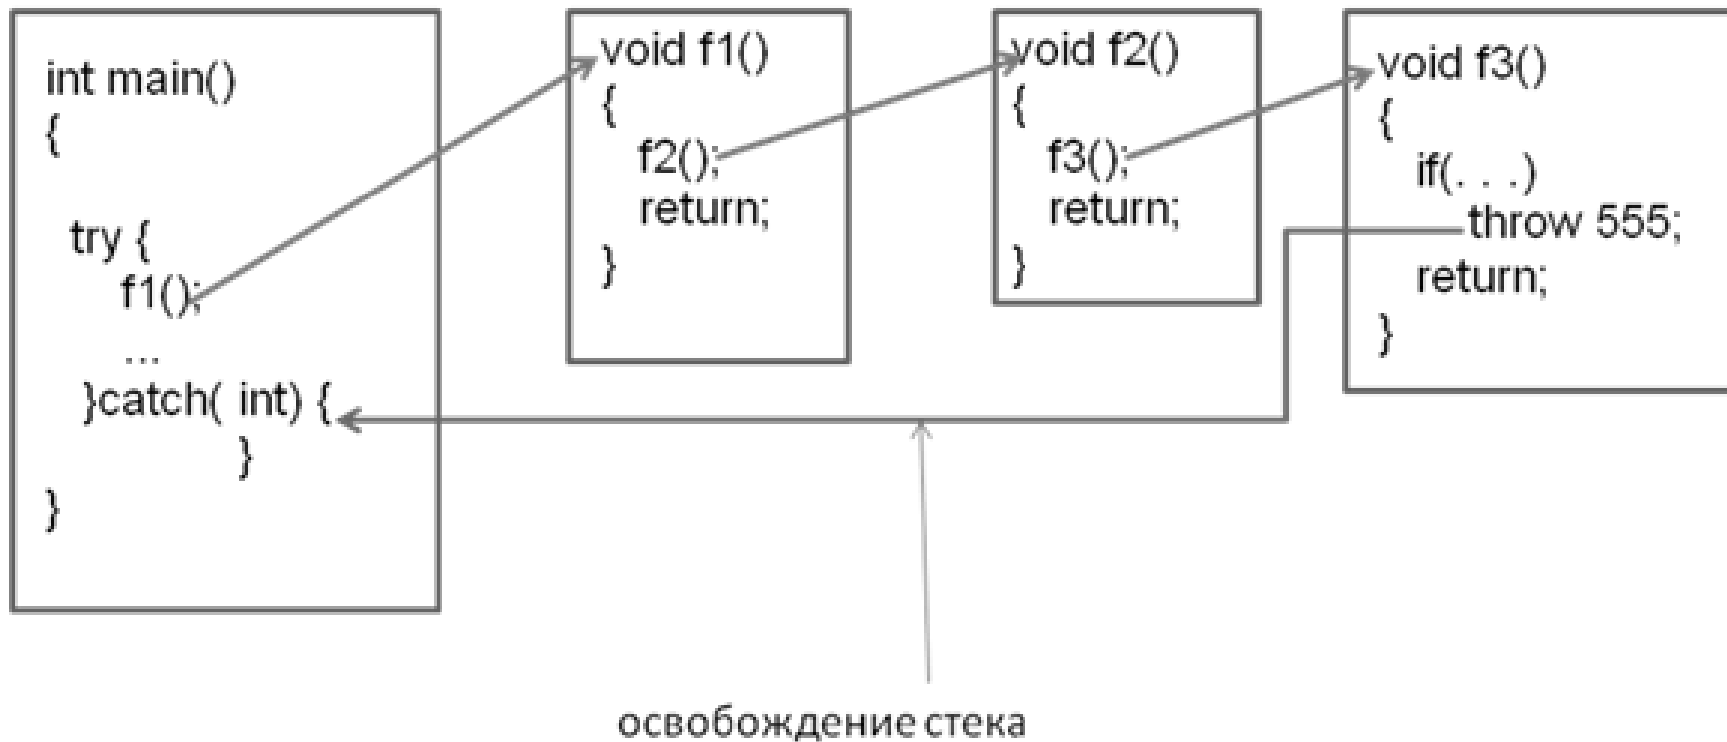 int main()
{
try {
f1();
...
}catch( int) {
}
}
void f1()
{
f2();
return;
}
void f2()
{
f3();
return;
}
void f3()
{
if(. . .)
throw 555;
return;
}
освобождение стека